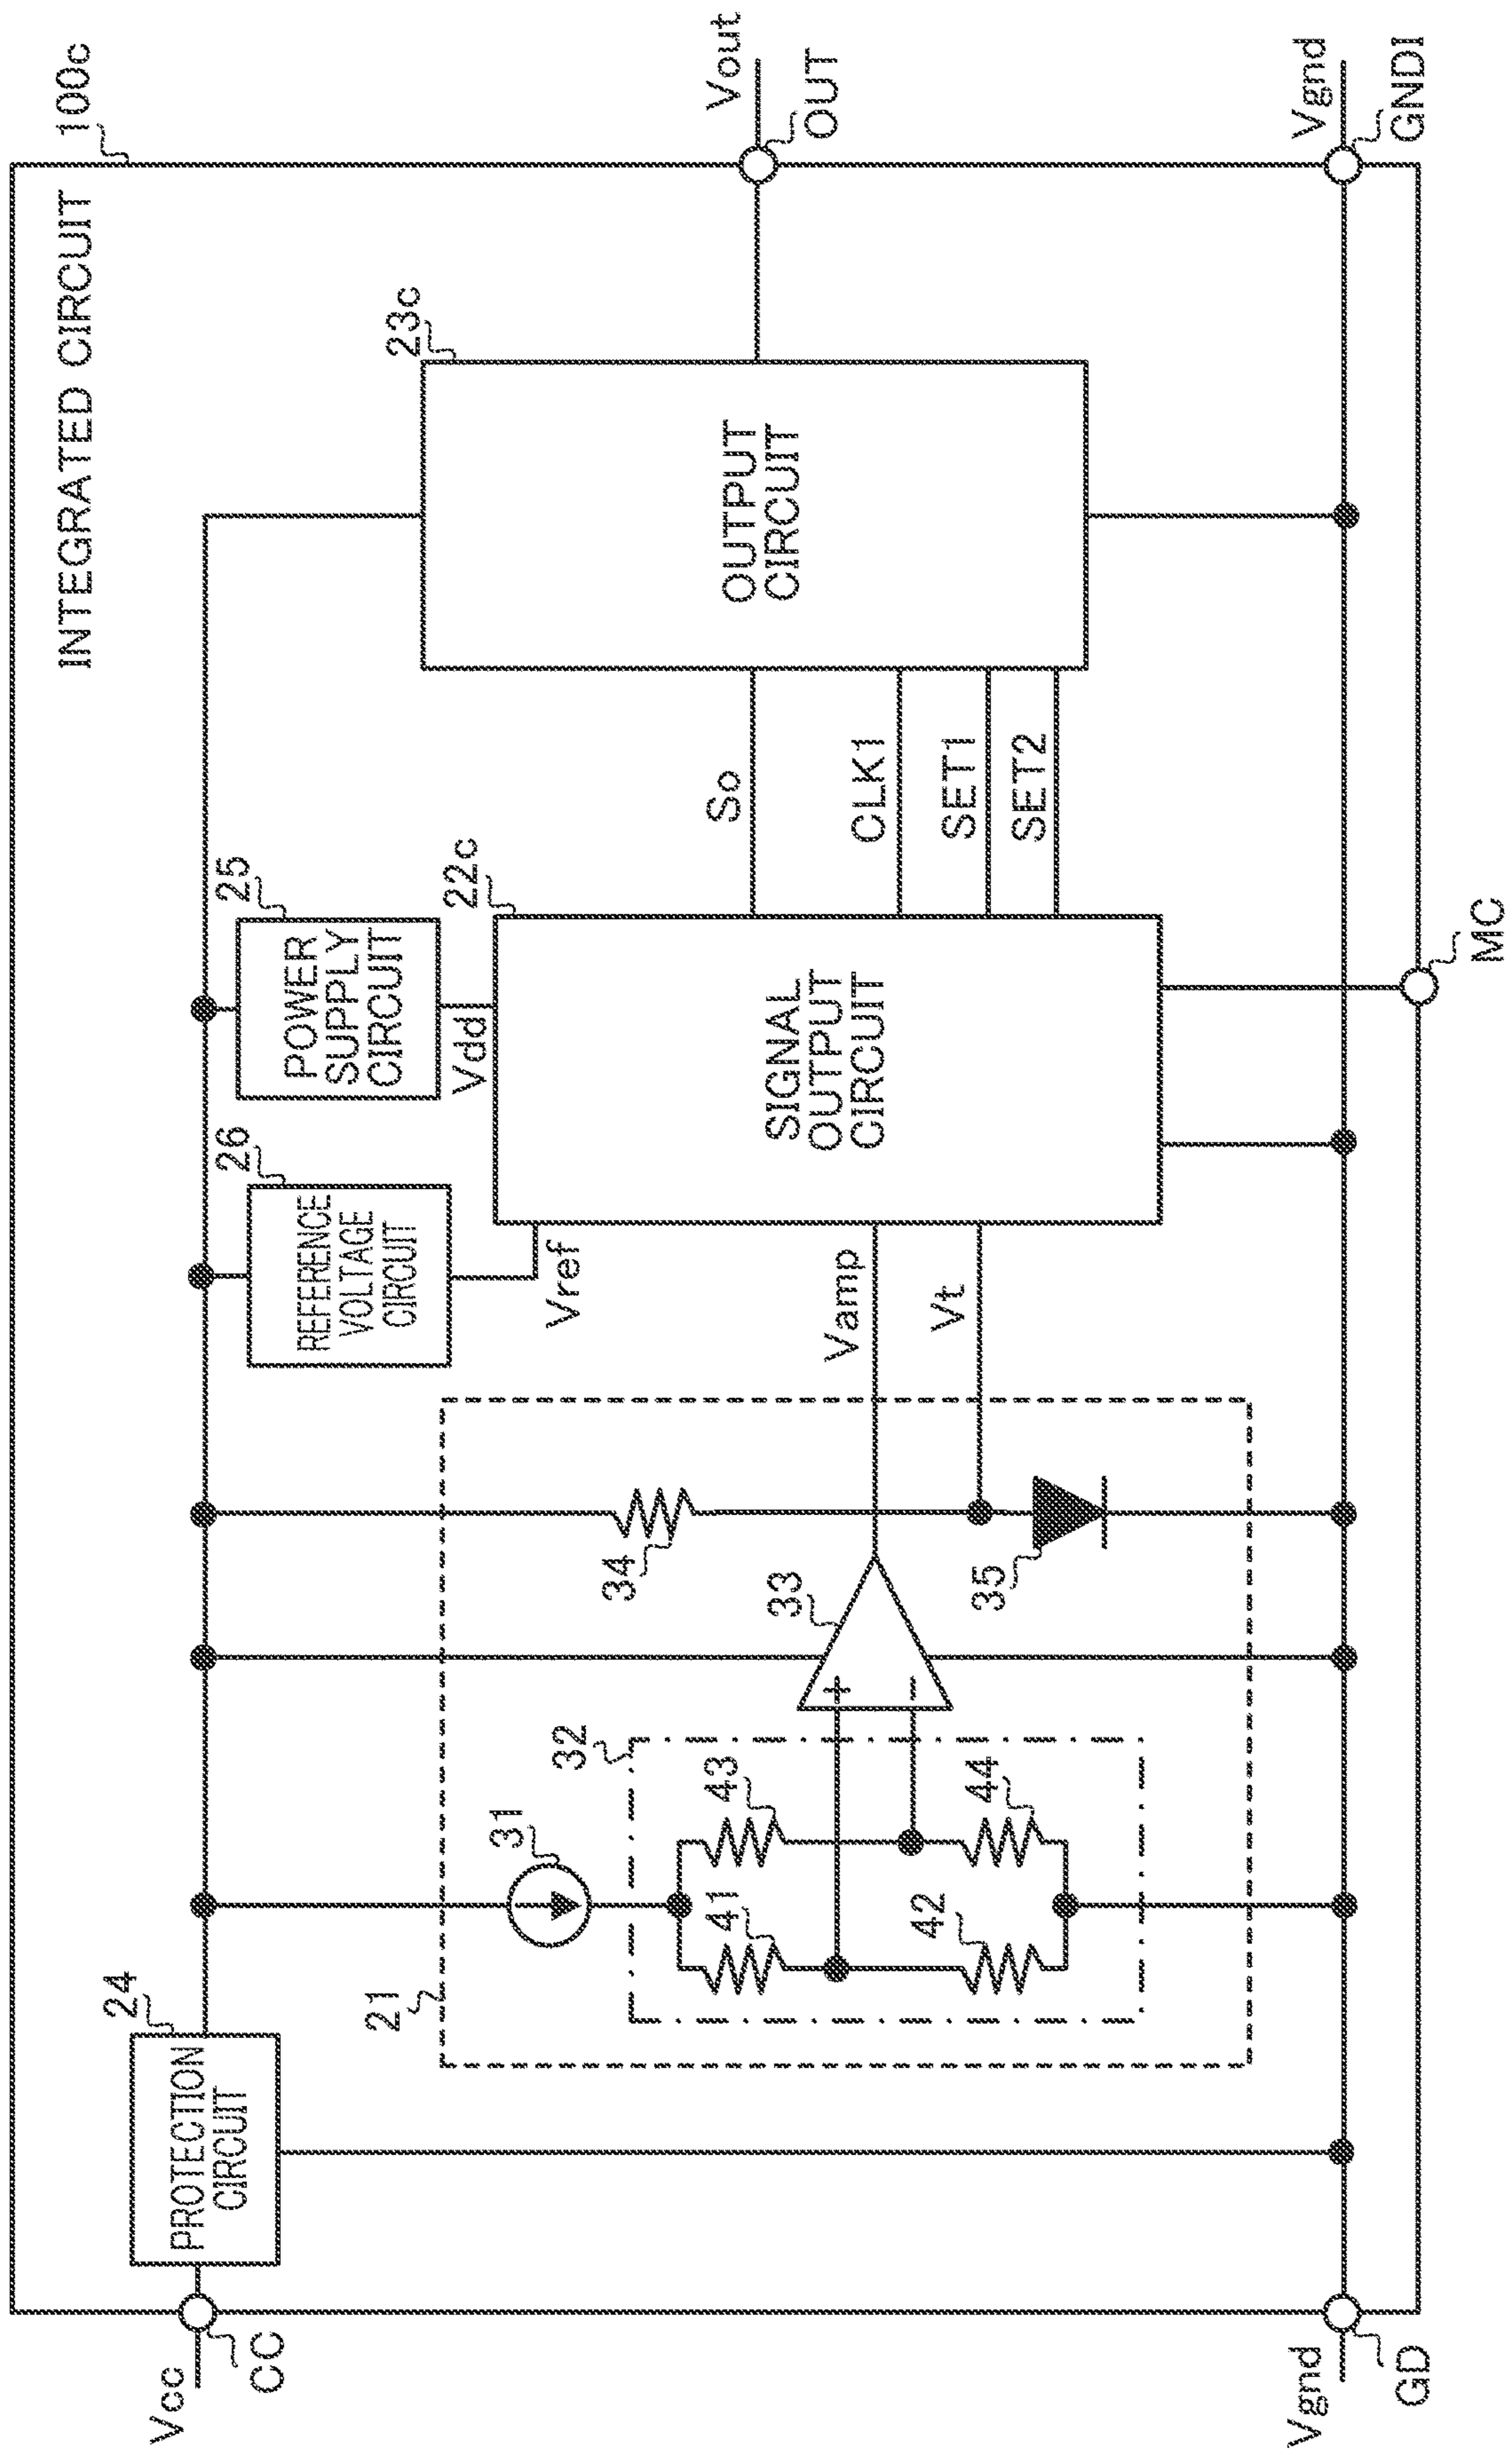 100c
INTEGRATED CIRCUIT
Vcc
CC
24
PROTECTION
CIRCUIT
26
REFERENCE
VOLTAGE
CIRCUIT
Vref
25
POWER
SUPPLY
CIRCUIT
Vdd
21
31
32
41
43
42
44
33
+
−
34
35
Vamp
Vt
22c
SIGNAL
OUTPUT
CIRCUIT
So
CLK1
SET1
SET2
23c
OUTPUT
CIRCUIT
Vout
OUT
Vgnd
GD
MC
Vgnd
GNDI